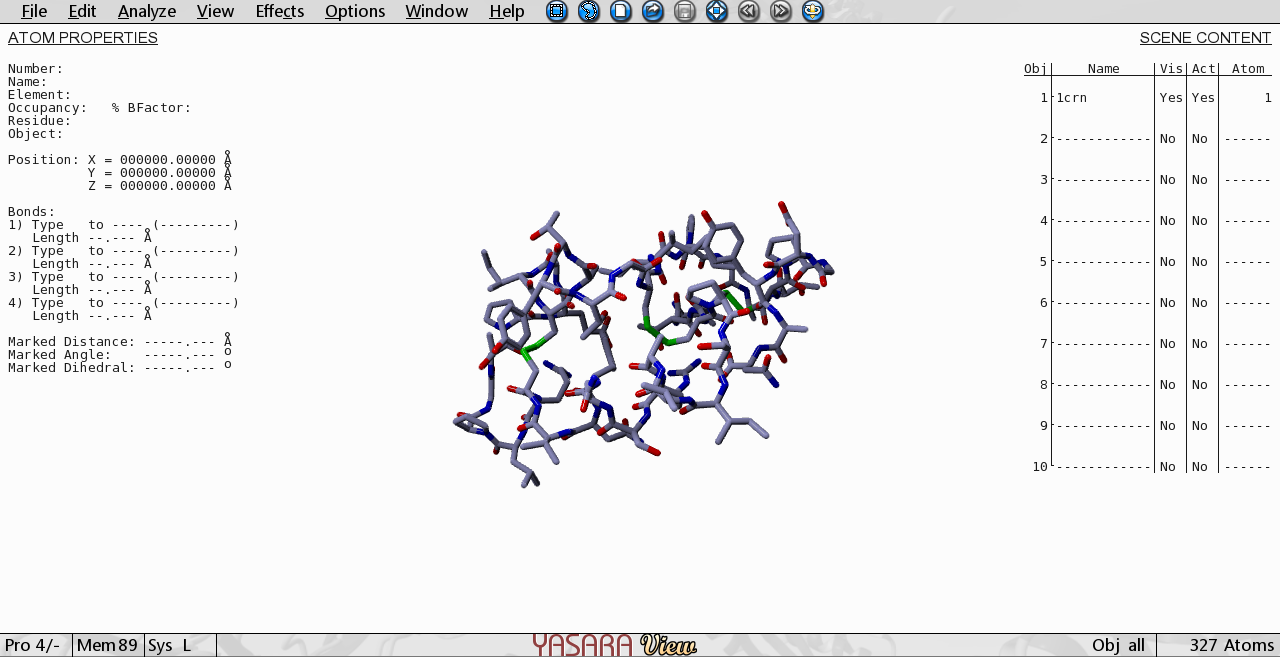 File Edit Analyze View Effects Options Window Help
ATOM PROPERTIES
SCENE CONTENT
Number:
Name:
Element:
Occupancy:   % BFactor:
Residue:
Object:
Position: X = 000000.00000 Å
Y = 000000.00000 Å
Z = 000000.00000 Å
Bonds:
1) Type   to ---- (---------)
Length --.--- Å
2) Type   to ---- (---------)
Length --.--- Å
3) Type   to ---- (---------)
Length --.--- Å
4) Type   to ---- (---------)
Length --.--- Å
Marked Distance: -----.--- Å
Marked Angle:    -----.--- o
Marked Dihedral: -----.--- o
Obj Name Vis Act Atom
1 1crn Yes Yes 1
2 ------------ No No ------
3 ------------ No No ------
4 ------------ No No ------
5 ------------ No No ------
6 ------------ No No ------
7 ------------ No No ------
8 ------------ No No ------
9 ------------ No No ------
10 ------------ No No ------
Pro 4/- Mem 89 Sys L YASARA View Obj all 327 Atoms